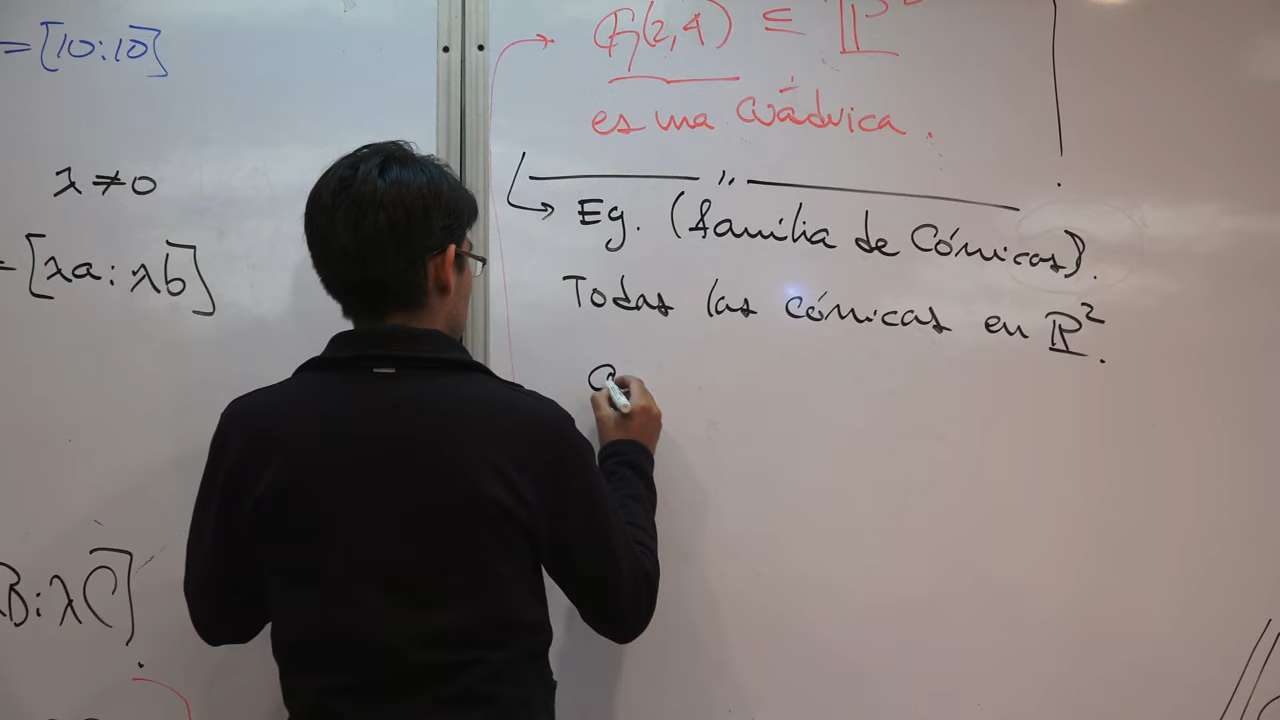 = [10:10]
λ ≠ 0
= [λa : λb]
B : λC]
G(2,4) ⊆ ℙ
es una cuádrica.
Eg. (familia de Cónicas).
Todas las cónicas en ℙ².
a